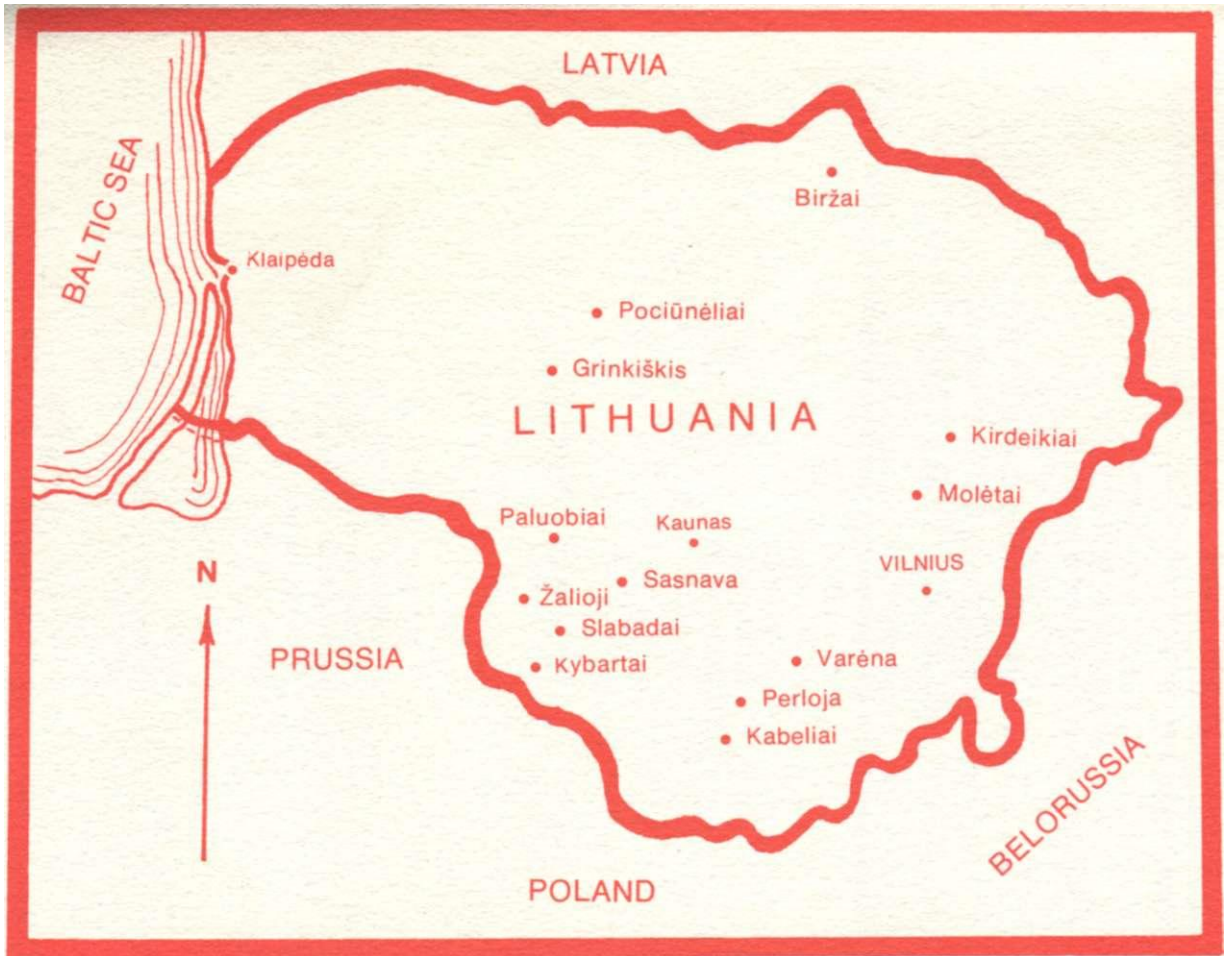 LATVIA
BALTIC SEA
Biržai
Klaipėda
Pociūnėliai
Grinkiškis
LITHUANIA
Kirdeikiai
Molėtai
Paluobiai
Kaunas
VILNIUS
N
Sasnava
Žalioji
Slabadai
PRUSSIA
Kybartai
Varėna
Perloja
Kabeliai
BELORUSSIA
POLAND